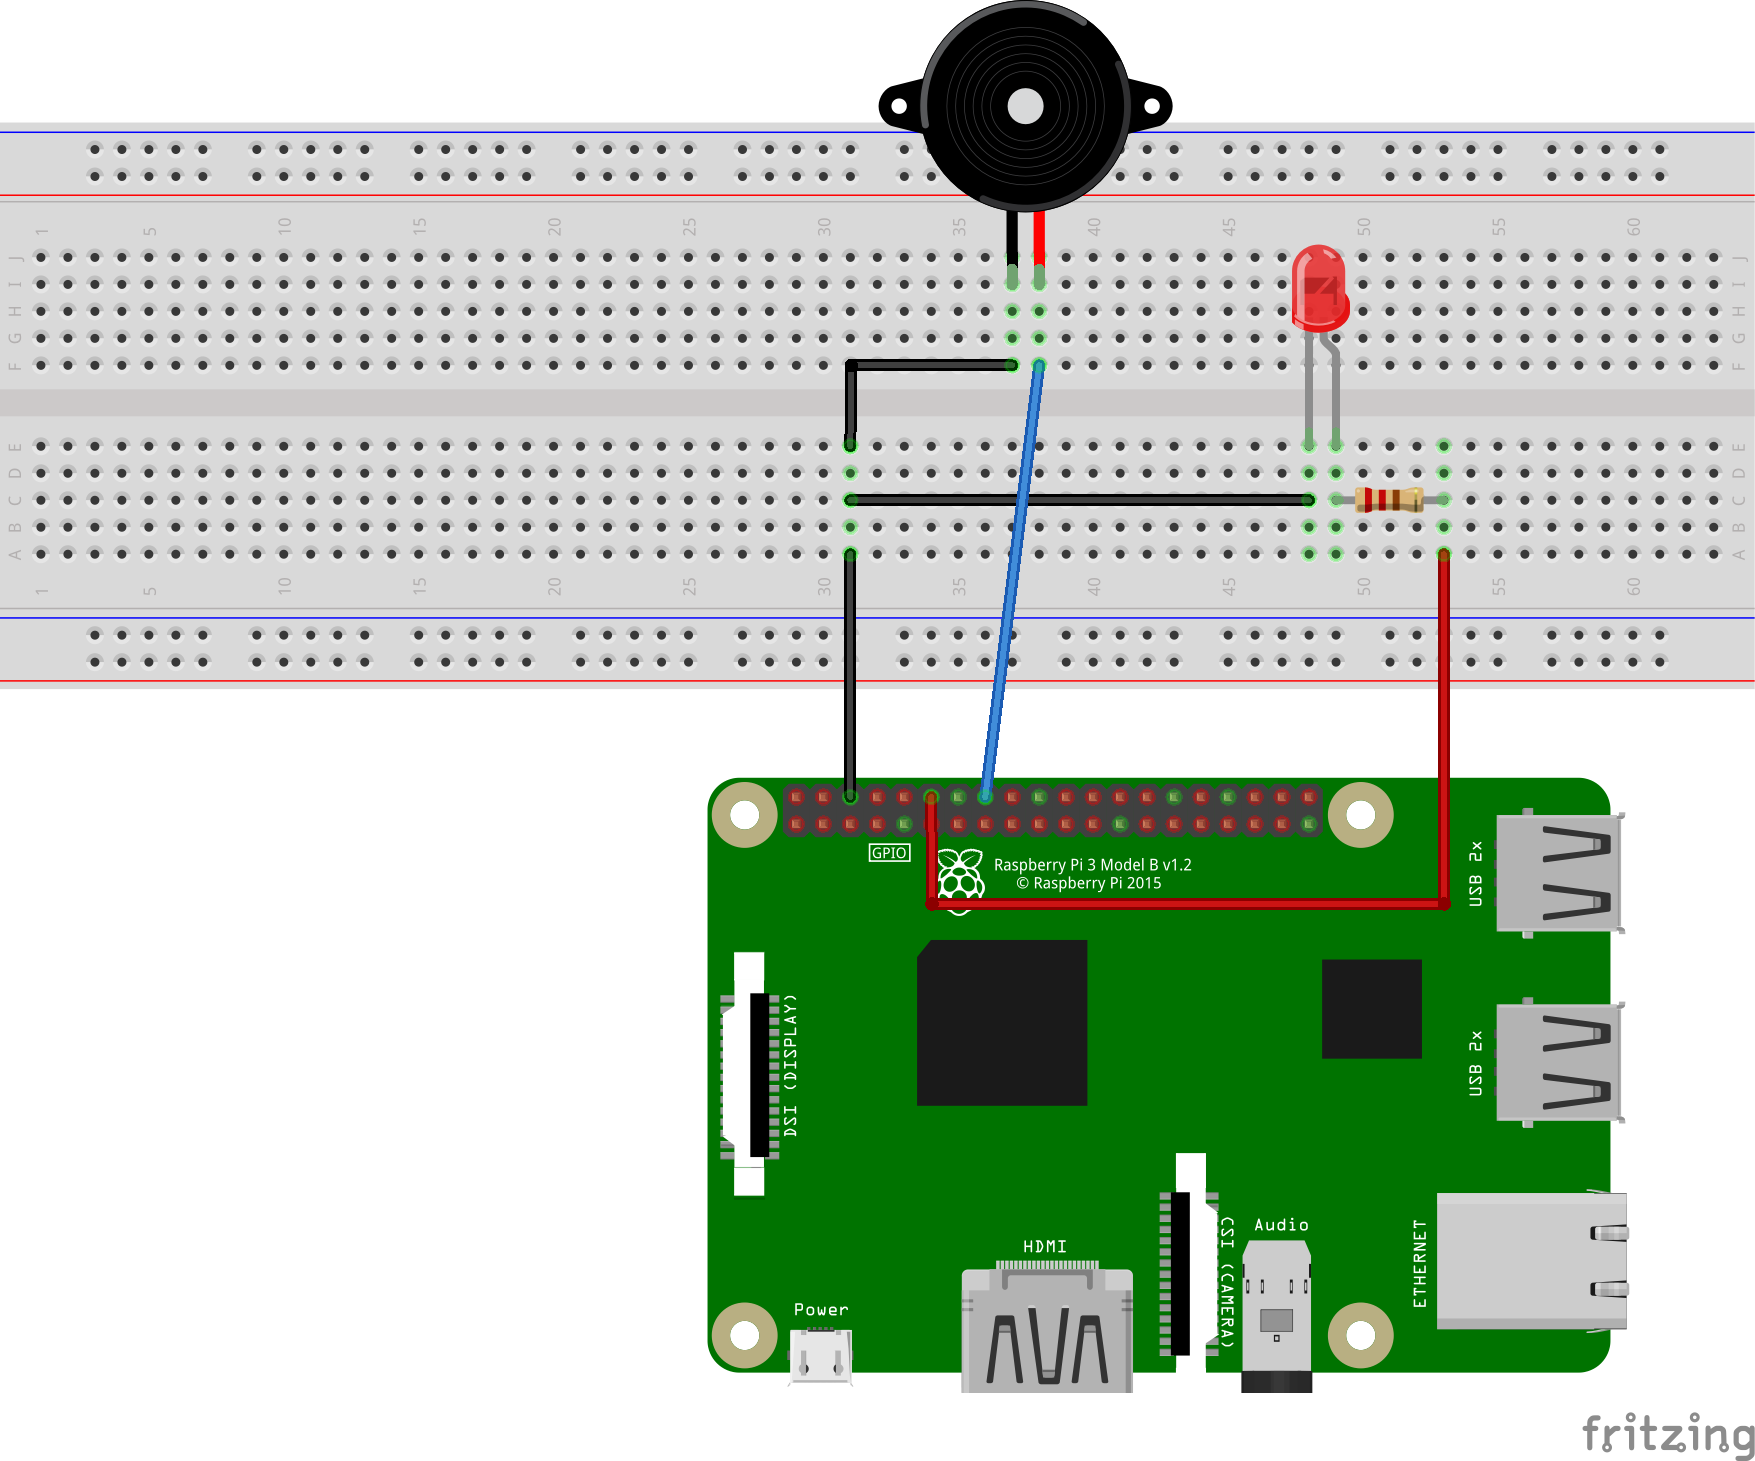 1 5 10 15 20 25 30 35 40 45 50 55 60
J J
I I
H H
G G
F F
E E
D D
C C
B B
A A
1 5 10 15 20 25 30 35 40 45 50 55 60
GPIO
Raspberry Pi 3 Model B v1.2
© Raspberry Pi 2015
USB 2x
DSI (DISPLAY)
USB 2x
HDMI
CSI (CAMERA)
Audio
ETHERNET
Power
fritzing